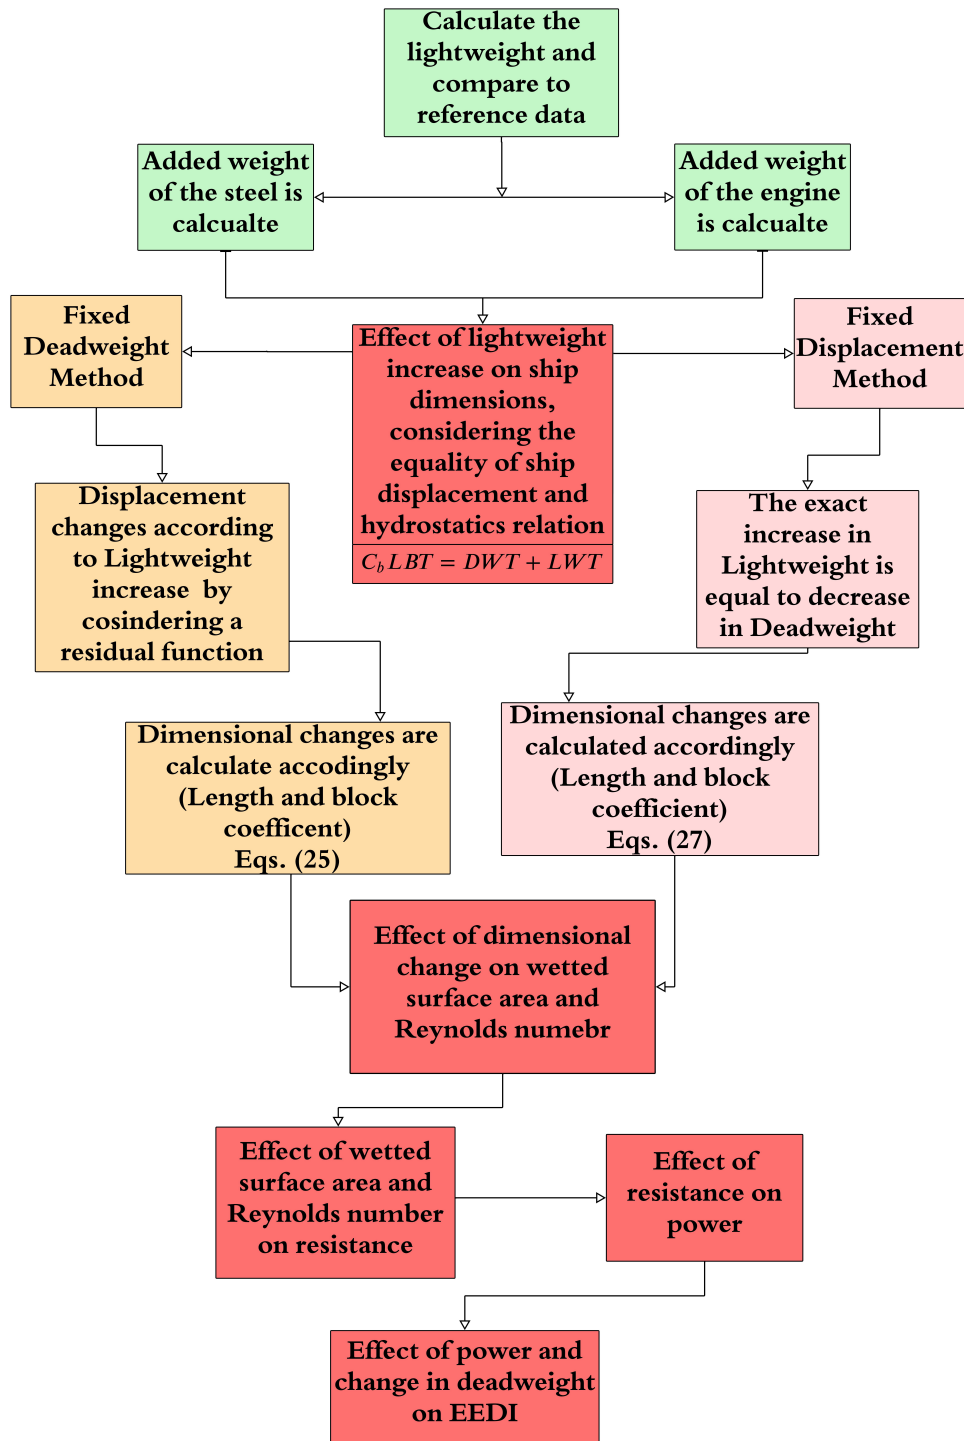 Calculate the
lightweight and
compare to
reference data
Added weight
of the steel is
calcualte
Added weight
of the engine
is calcualte
Fixed
Deadweight
Method
Effect of lightweight
increase on ship
dimensions,
considering the
equality of ship
displacement and
hydrostatics relation
C_b LBT = DWT + LWT
Fixed
Displacement
Method
Displacement
changes according
to Lightweight
increase by
cosindering a
residual function
The exact
increase in
Lightweight is
equal to decrease
in Deadweight
Dimensional changes are
calculate accodingly
(Length and block
coefficent)
Eqs. (25)
Dimensional changes are
calculated accordingly
(Length and block
coefficient)
Eqs. (27)
Effect of dimensional
change on wetted
surface area and
Reynolds numebr
Effect of wetted
surface area and
Reynolds number
on resistance
Effect of
resistance on
power
Effect of power and
change in deadweight
on EEDI